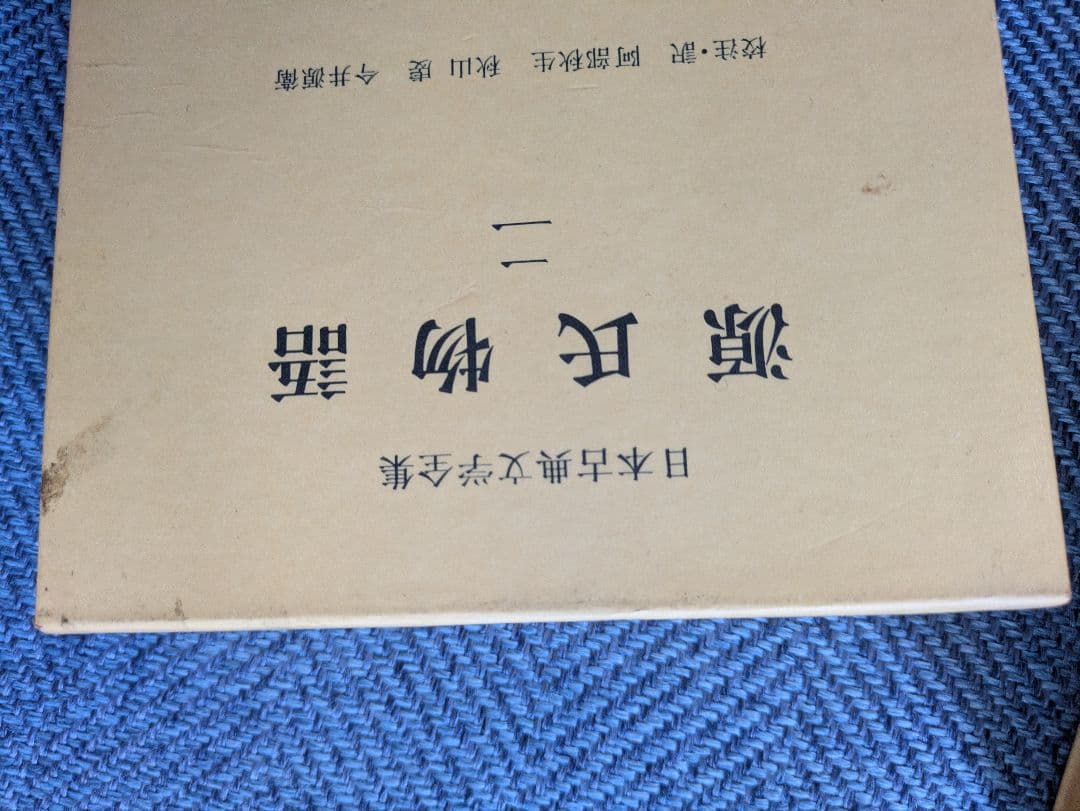 日本古典文学全集
源氏物語
二
校注・訳 阿部秋生 秋山 虔 今井源衛